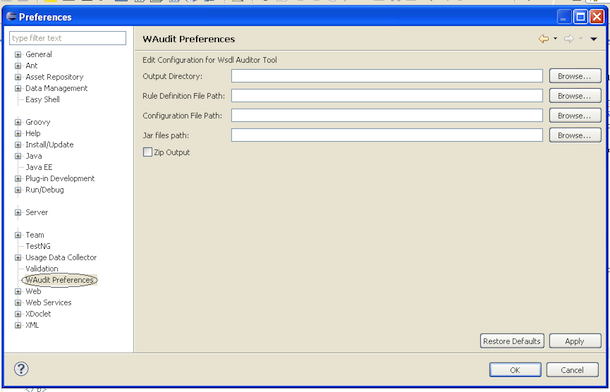 Preferences
type filter text
General
Ant
Asset Repository
Data Management
Easy Shell
Groovy
Help
Install/Update
Java
Java EE
Plug-in Development
Run/Debug
Server
Team
TestNG
Usage Data Collector
Validation
WAudit Preferences
Web
Web Services
XDoclet
XML
WAudit Preferences
Edit Configuration for Wsdl Auditor Tool
Output Directory: Browse...
Rule Definition File Path: Browse...
Configuration File Path: Browse...
Jar files path: Browse...
Zip Output
Restore Defaults Apply
? OK Cancel